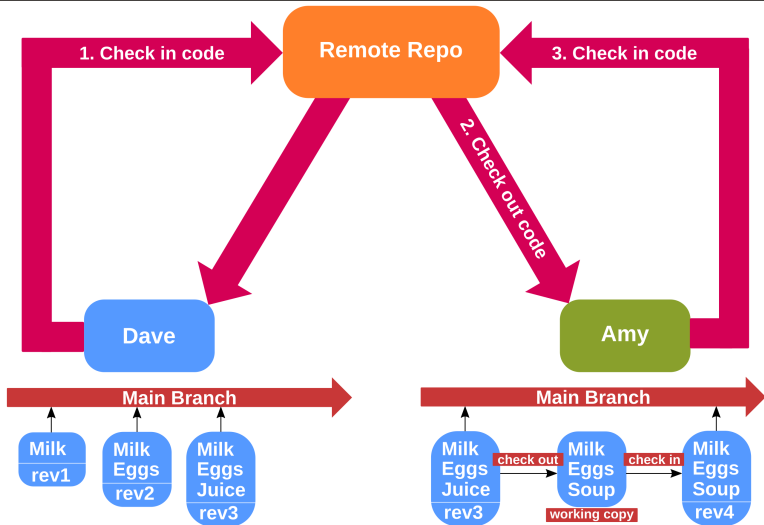 Remote Repo
1. Check in code
3. Check in code
2. Check out code
Dave
Amy
Main Branch
Milk
rev1
Milk
Eggs
rev2
Milk
Eggs
Juice
rev3
Main Branch
Milk
Eggs
Juice
rev3
check out
Milk
Eggs
Soup
working copy
check in
Milk
Eggs
Soup
rev4